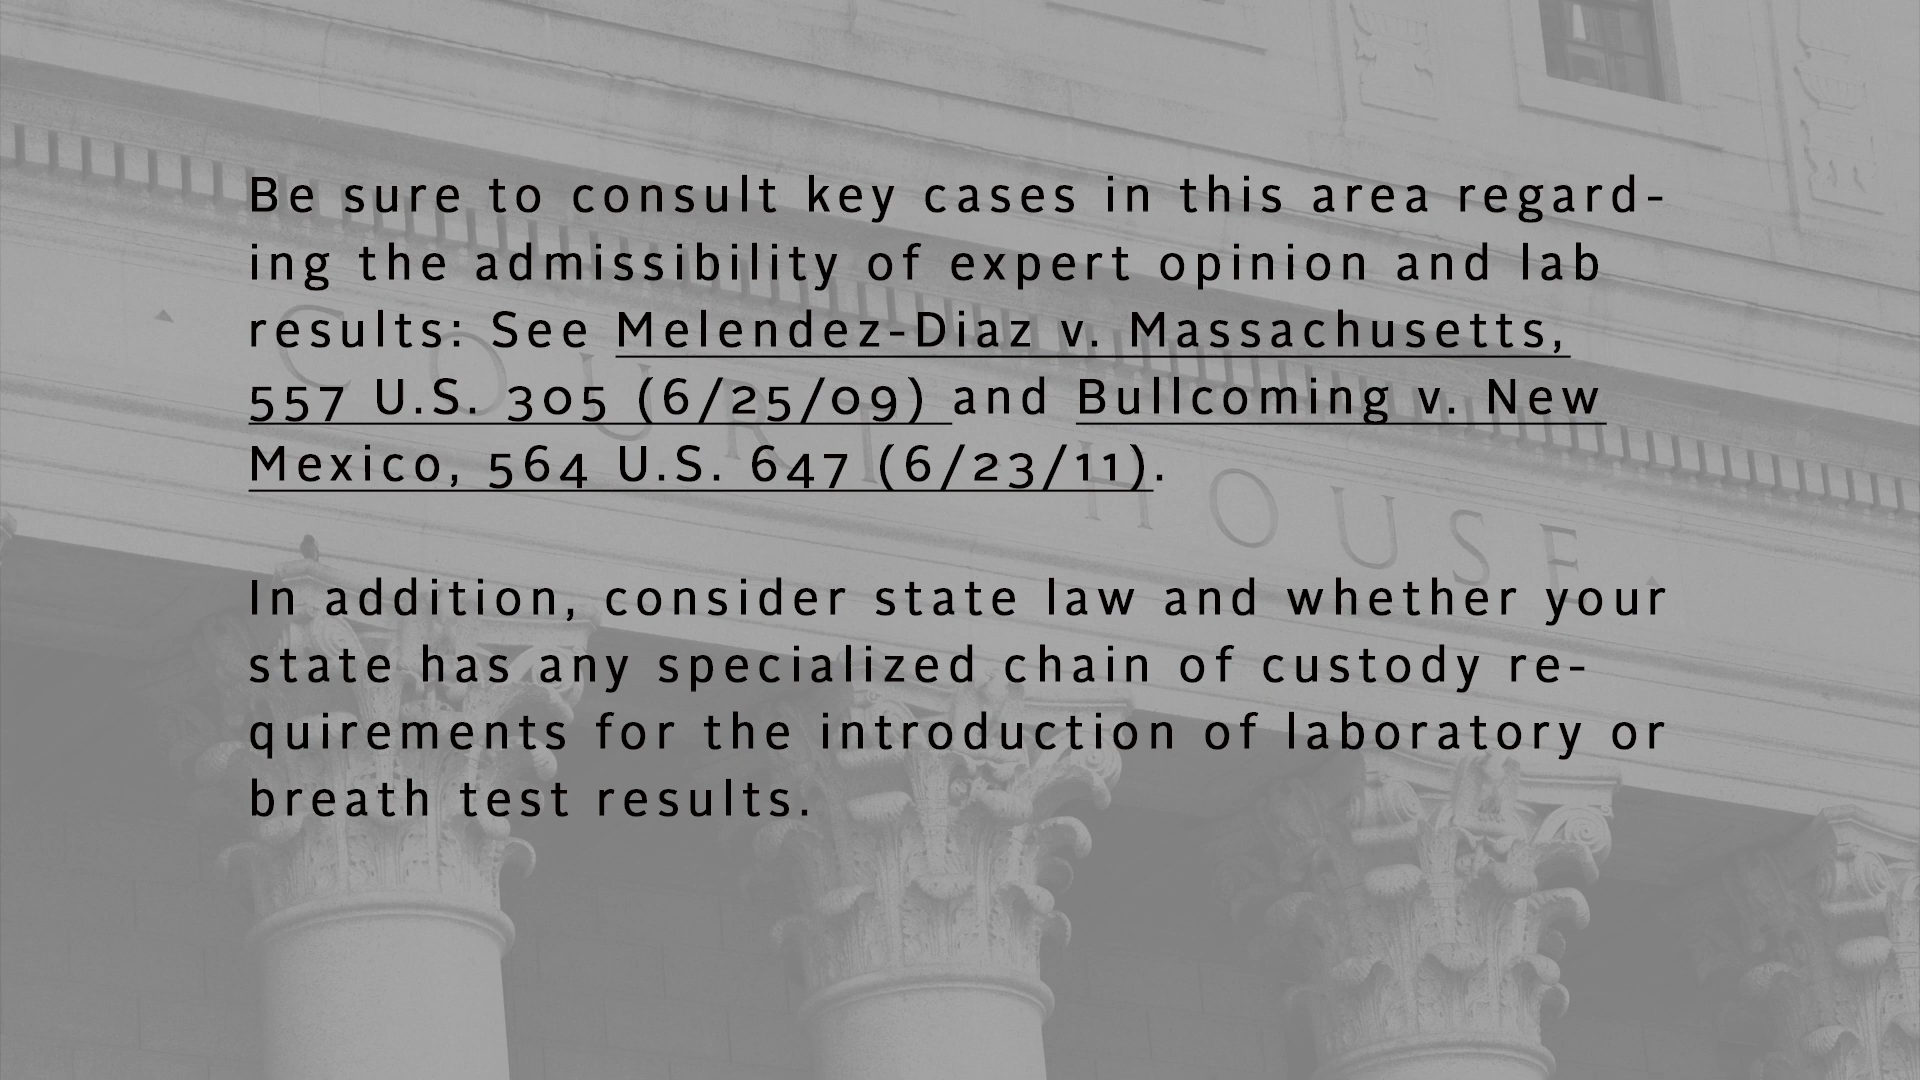 Be sure to consult key cases in this area regard-
ing the admissibility of expert opinion and lab
results: See Melendez-Diaz v. Massachusetts,
557 U.S. 305 (6/25/09) and Bullcoming v. New
Mexico, 564 U.S. 647 (6/23/11).
COURT HOUSE
In addition, consider state law and whether your
state has any specialized chain of custody re-
quirements for the introduction of laboratory or
breath test results.